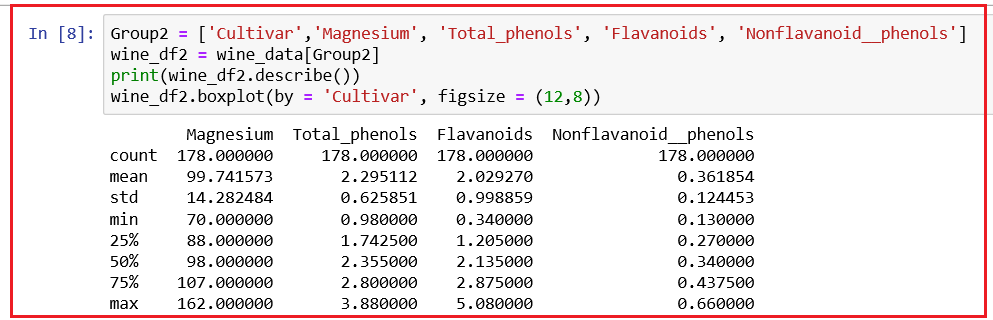 In [8]: Group2 = ['Cultivar','Magnesium', 'Total_phenols', 'Flavanoids', 'Nonflavanoid__phenols']
wine_df2 = wine_data[Group2]
print(wine_df2.describe())
wine_df2.boxplot(by = 'Cultivar', figsize = (12,8))
Magnesium Total_phenols Flavanoids Nonflavanoid__phenols
count 178.000000 178.000000 178.000000 178.000000
mean 99.741573 2.295112 2.029270 0.361854
std 14.282484 0.625851 0.998859 0.124453
min 70.000000 0.980000 0.340000 0.130000
25% 88.000000 1.742500 1.205000 0.270000
50% 98.000000 2.355000 2.135000 0.340000
75% 107.000000 2.800000 2.875000 0.437500
max 162.000000 3.880000 5.080000 0.660000